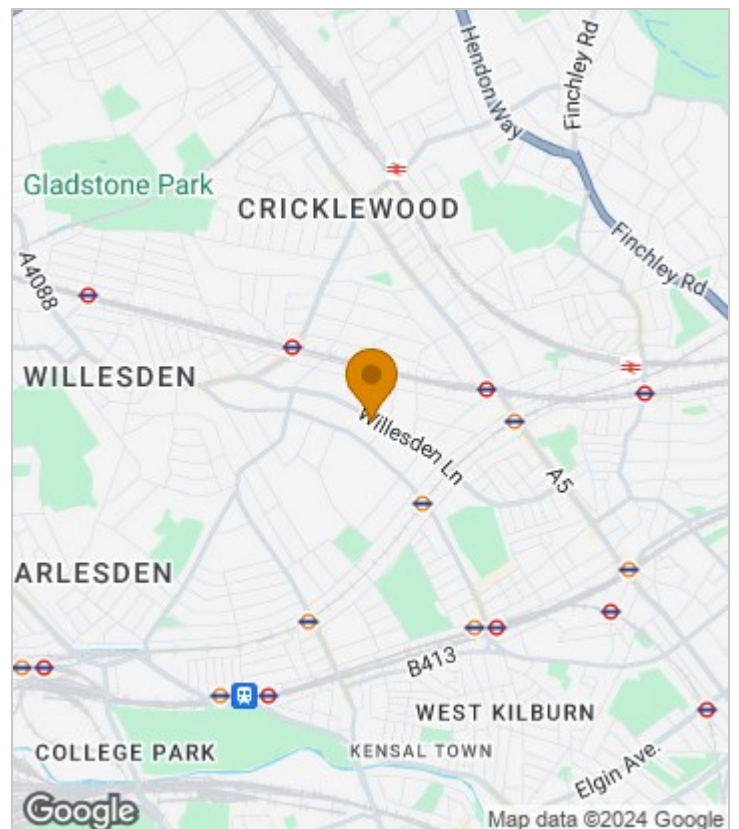 Hendon Way
Finchley Rd
Gladstone Park
CRICKLEWOOD
Finchley Rd
A4088
WILLESDEN
Willesden Ln
A5
ARLESDEN
B413
WEST KILBURN
COLLEGE PARK
KENSAL TOWN
Elgin Ave.
Google
Map data ©2024 Google